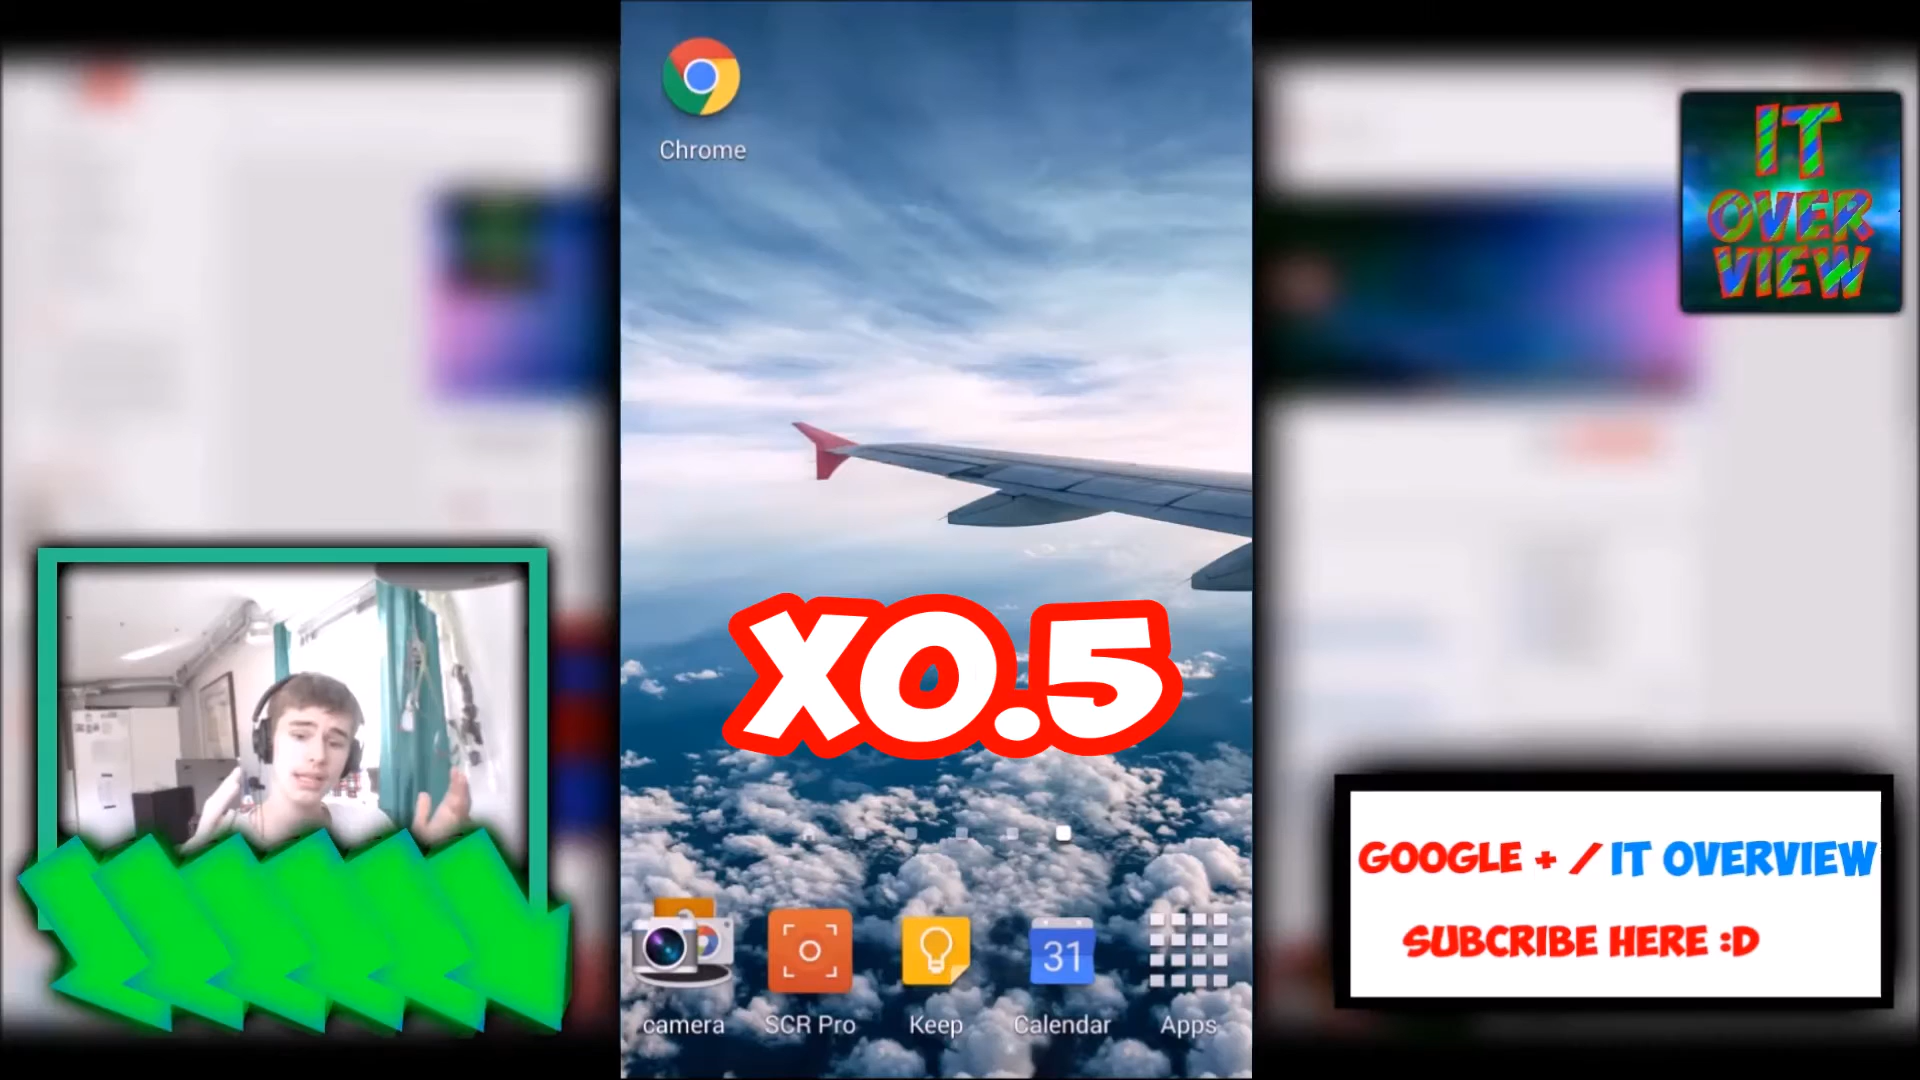 Chrome
IT
OVER
VIEW
X0.5
GOOGLE + / IT OVERVIEW
SUBCRIBE HERE :D
31
camera
SCR Pro
Keep
Calendar
Apps